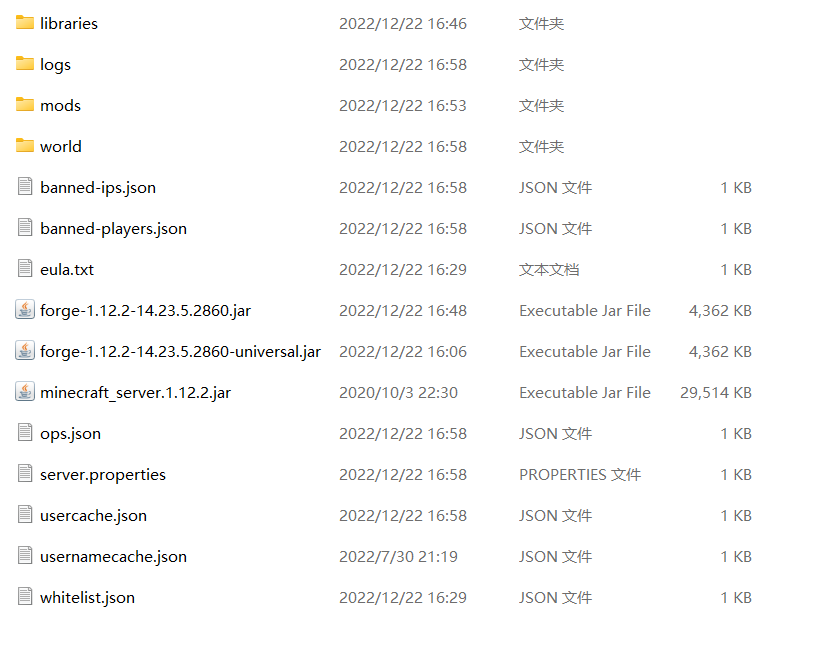 libraries 2022/12/22 16:46 文件夹
logs 2022/12/22 16:58 文件夹
mods 2022/12/22 16:53 文件夹
world 2022/12/22 16:58 文件夹
banned-ips.json 2022/12/22 16:58 JSON 文件 1 KB
banned-players.json 2022/12/22 16:58 JSON 文件 1 KB
eula.txt 2022/12/22 16:29 文本文档 1 KB
forge-1.12.2-14.23.5.2860.jar 2022/12/22 16:48 Executable Jar File 4,362 KB
forge-1.12.2-14.23.5.2860-universal.jar 2022/12/22 16:06 Executable Jar File 4,362 KB
minecraft_server.1.12.2.jar 2020/10/3 22:30 Executable Jar File 29,514 KB
ops.json 2022/12/22 16:58 JSON 文件 1 KB
server.properties 2022/12/22 16:58 PROPERTIES 文件 1 KB
usercache.json 2022/12/22 16:58 JSON 文件 1 KB
usernamecache.json 2022/7/30 21:19 JSON 文件 1 KB
whitelist.json 2022/12/22 16:29 JSON 文件 1 KB